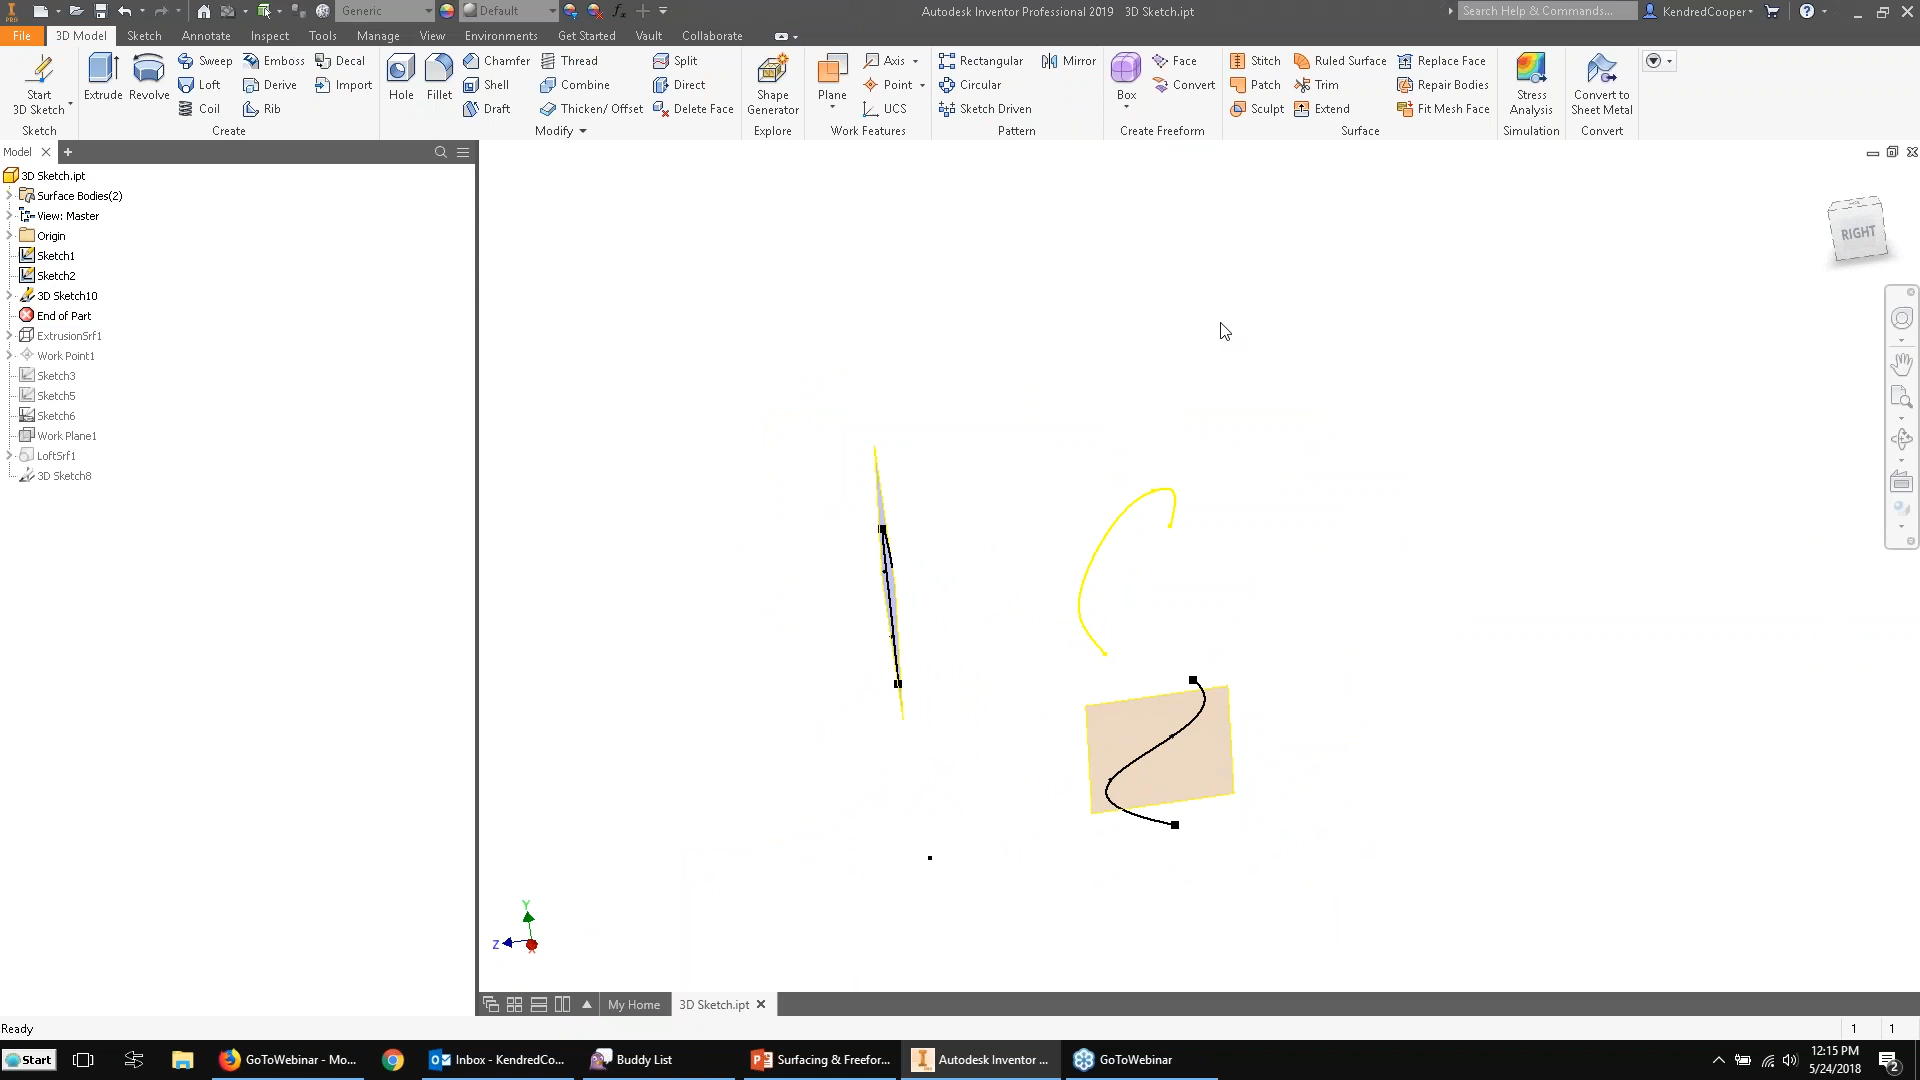 PRO Generic Default fx Autodesk Inventor Professional 2019 3D Sketch.ipt Search Help & Commands... KendredCooper
File 3D Model Sketch Annotate Inspect Tools Manage View Environments Get Started Vault Collaborate
Start 3D Sketch
Sketch
Extrude Revolve Sweep Emboss Decal
Loft Derive Import
Coil Rib
Create
Hole Fillet Chamfer Thread Split
Shell Combine Direct
Draft Thicken/ Offset Delete Face
Modify
Shape Generator
Explore
Plane Axis
Point
UCS
Work Features
Rectangular Mirror
Circular
Sketch Driven
Pattern
Box Face
Convert
Create Freeform
Stitch Ruled Surface Replace Face
Patch Trim Repair Bodies
Sculpt Extend Fit Mesh Face
Surface
Stress Analysis
Simulation
Convert to Sheet Metal
Convert
Model
3D Sketch.ipt
Surface Bodies(2)
View: Master
Origin
Sketch1
Sketch2
3D Sketch10
End of Part
ExtrusionSrf1
Work Point1
Sketch3
Sketch5
Sketch6
Work Plane1
LoftSrf1
3D Sketch8
RIGHT
Y
Z
X
My Home 3D Sketch.ipt
Ready 1 1
Start GoToWebinar - Mo... Inbox - KendredCo... Buddy List Surfacing & Freefor... Autodesk Inventor ... GoToWebinar 12:15 PM
5/24/2018 2